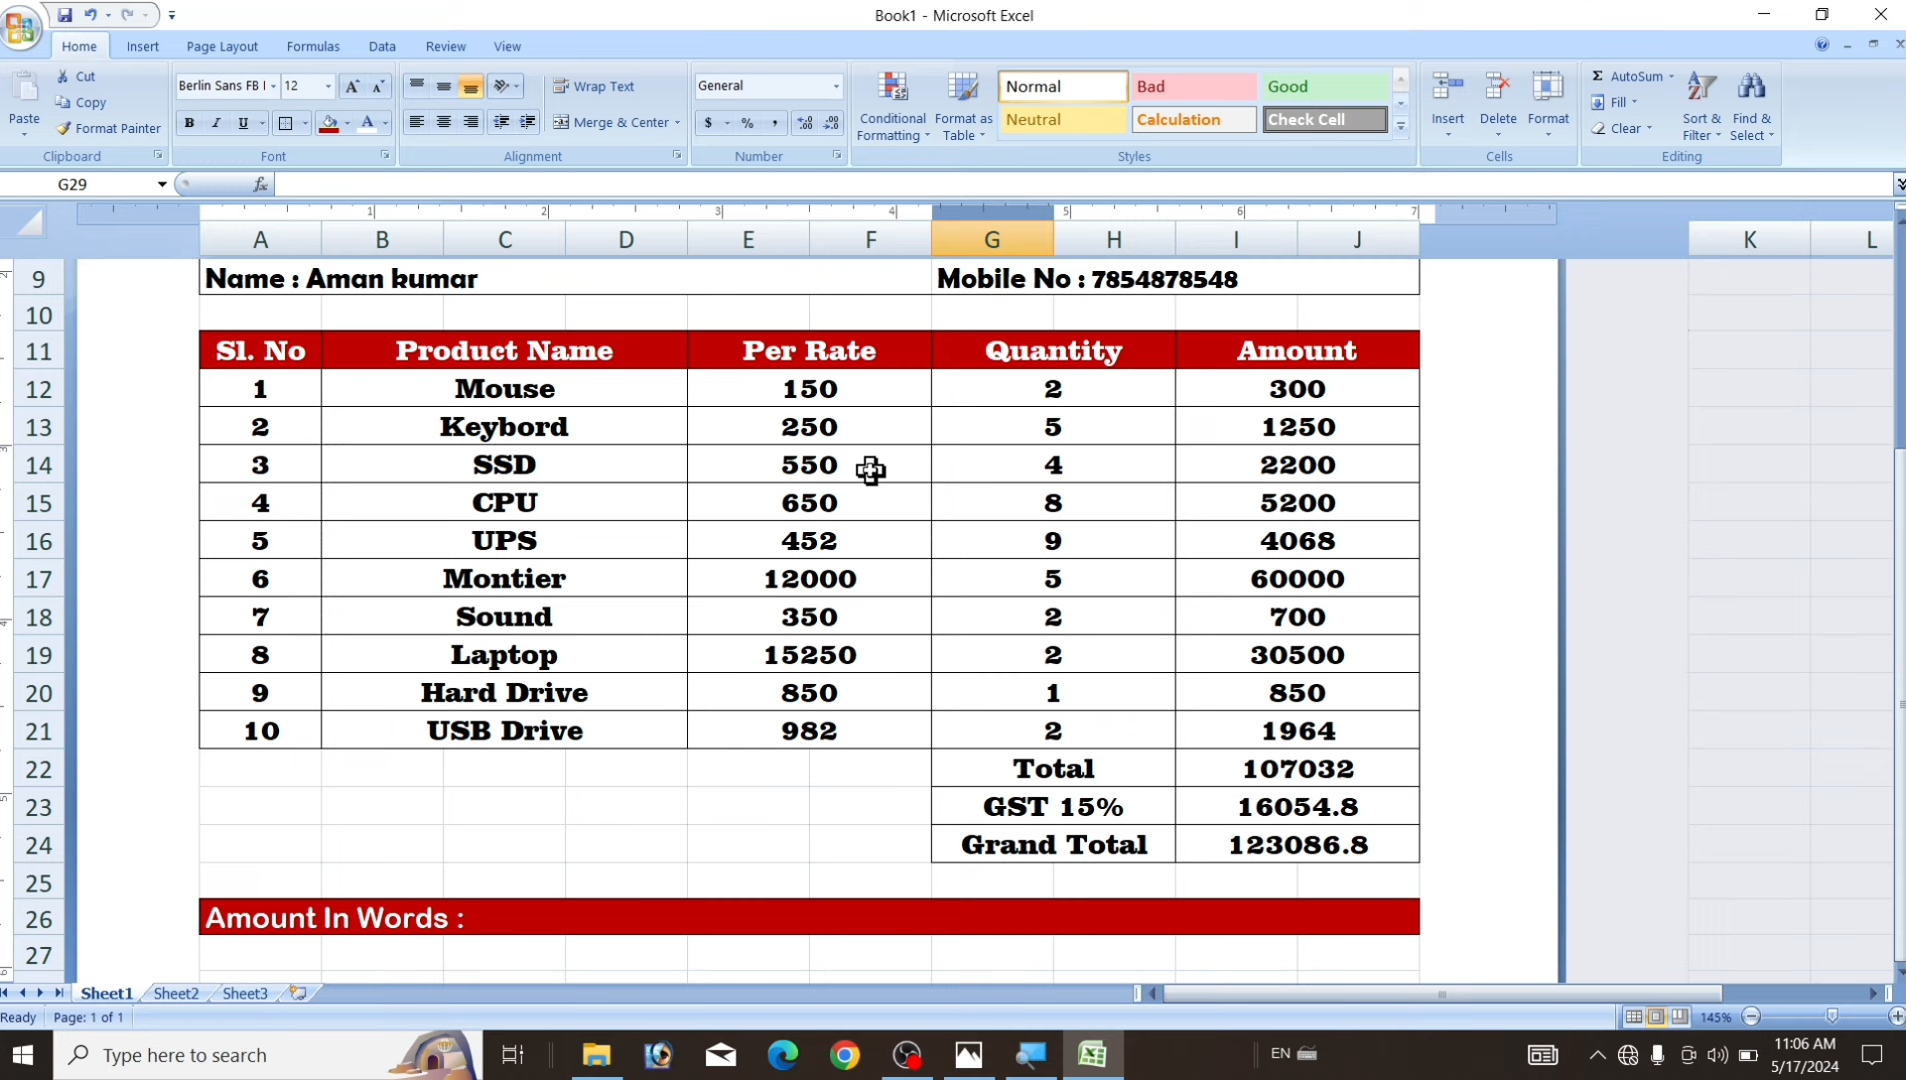 Book1 - Microsoft Excel
Home Insert Page Layout Formulas Data Review View
Cut
Copy
Format Painter
Paste
Clipboard
Berlin Sans FB 12
B I U
Font
Wrap Text
Merge & Center
Alignment
General
$ % ,
Number
Conditional Formatting
Format as Table
Normal Bad Good
Neutral Calculation Check Cell
Styles
Insert Delete Format
Cells
AutoSum
Fill
Clear
Sort & Filter
Find & Select
Editing
G29 fx
1 2 3 4 5 6 7
A B C D E F G H I J K L
9 Name : Aman kumar Mobile No : 7854878548
10
11 Sl. No Product Name Per Rate Quantity Amount
12 1 Mouse 150 2 300
13 2 Keybord 250 5 1250
14 3 SSD 550 4 2200
15 4 CPU 650 8 5200
16 5 UPS 452 9 4068
17 6 Montier 12000 5 60000
18 7 Sound 350 2 700
19 8 Laptop 15250 2 30500
20 9 Hard Drive 850 1 850
21 10 USB Drive 982 2 1964
22 Total 107032
23 GST 15% 16054.8
24 Grand Total 123086.8
25
26 Amount In Words :
27
Sheet1 Sheet2 Sheet3
Ready Page: 1 of 1 145%
Type here to search
EN
11:06 AM
5/17/2024